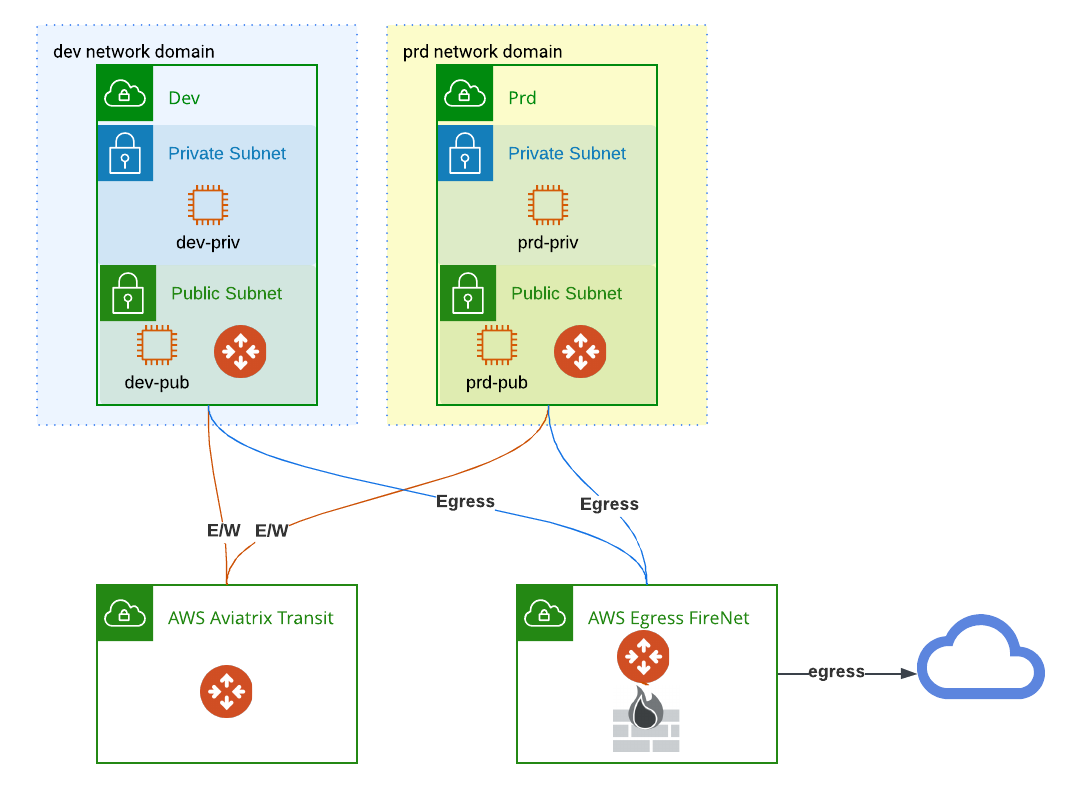 dev network domain
Dev
Private Subnet
dev-priv
Public Subnet
dev-pub
prd network domain
Prd
Private Subnet
prd-priv
Public Subnet
prd-pub
Egress
Egress
E/W
E/W
AWS Aviatrix Transit
AWS Egress FireNet
egress